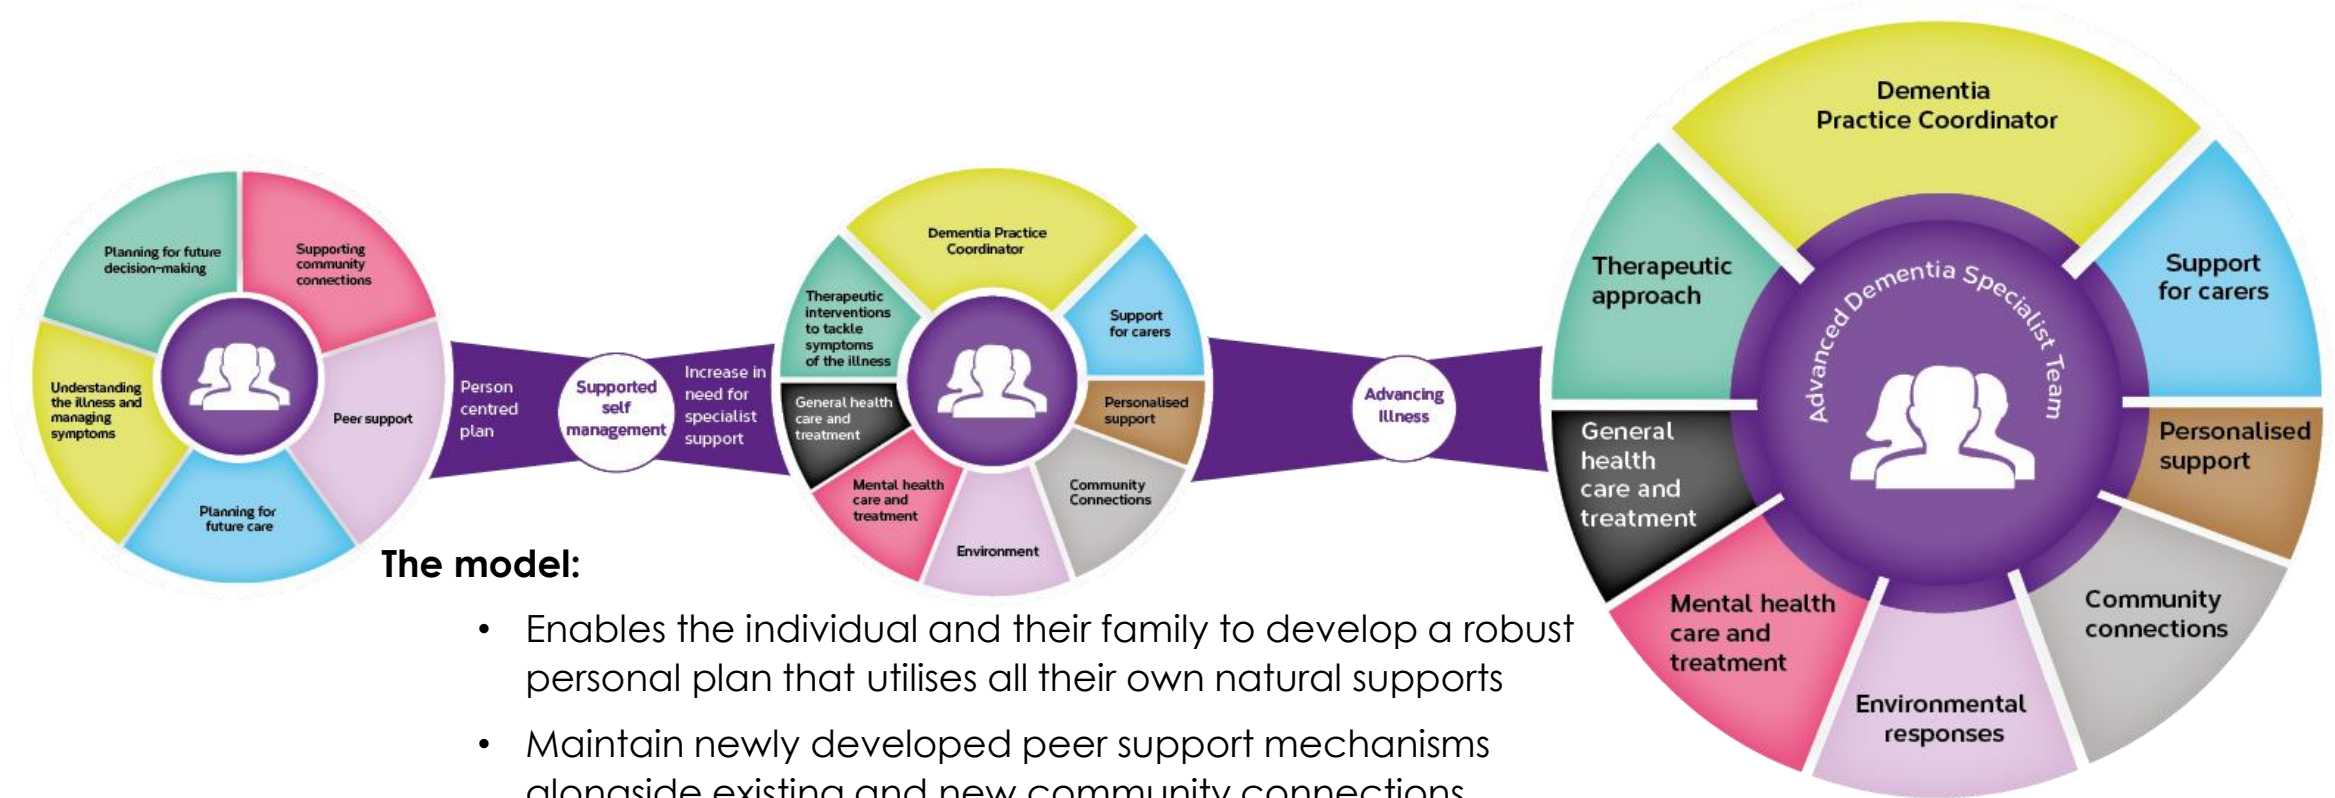 Planning for future
decision-making
Supporting
community
connections
Understanding
the illness and
managing
symptoms
Peer support
Planning for
future care
Person
centred
plan
Supported
self
management
Increase in
need for
specialist
support
Dementia Practice
Coordinator
Therapeutic
interventions
to tackle
symptoms
of the illness
Support
for carers
General health
care and
treatment
Personalised
support
Mental health
care and
treatment
Community
Connections
Environment
Advancing
Illness
Dementia
Practice Coordinator
Therapeutic
approach
Support
for carers
Advanced Dementia Specialist Team
General
health
care and
treatment
Personalised
support
Mental health
care and
treatment
Community
connections
Environmental
responses
The model:
• Enables the individual and their family to develop a robust
personal plan that utilises all their own natural supports
• Maintain newly developed peer support mechanisms
alongside existing and new community connections